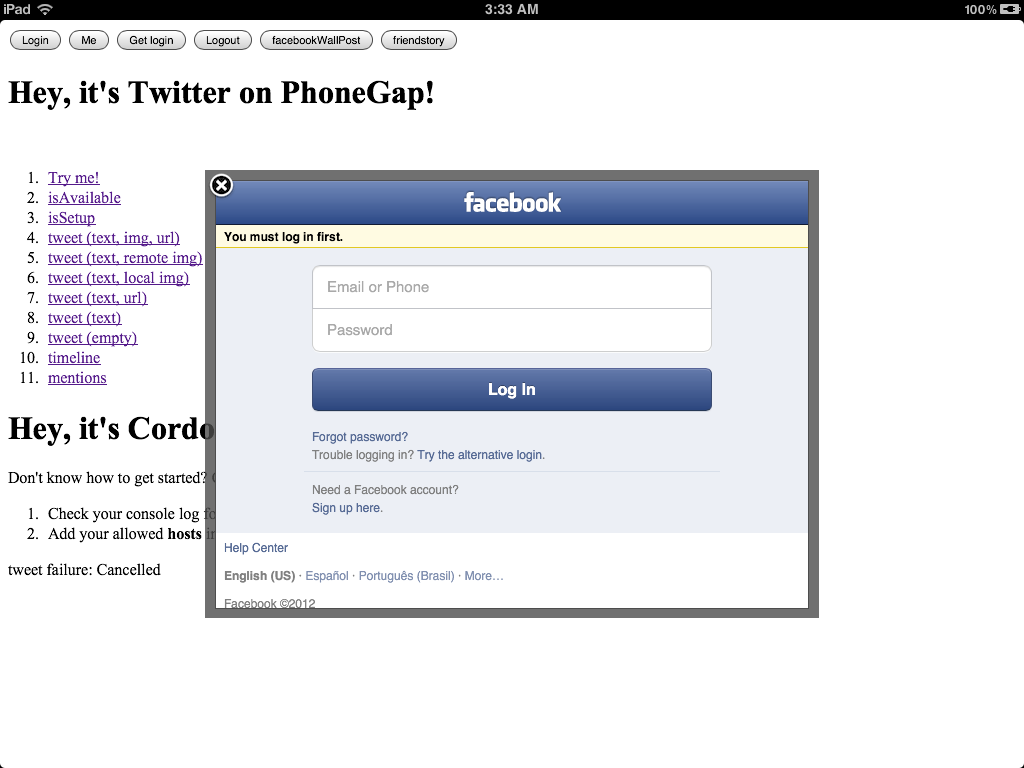 iPad 3:33 AM 100%
Login Me Get login Logout facebookWallPost friendstory
Hey, it's Twitter on PhoneGap!
1. Try me!
2. isAvailable
3. isSetup
4. tweet (text, img, url)
5. tweet (text, remote img)
6. tweet (text, local img)
7. tweet (text, url)
8. tweet (text)
9. tweet (empty)
10. timeline
11. mentions
Hey, it's Cordo
Don't know how to get started?
1. Check your console log fo
2. Add your allowed hosts in
tweet failure: Cancelled
facebook
You must log in first.
Email or Phone
Password
Log In
Forgot password?
Trouble logging in? Try the alternative login.
Need a Facebook account?
Sign up here.
Help Center
English (US) · Español · Português (Brasil) · More…
Facebook ©2012